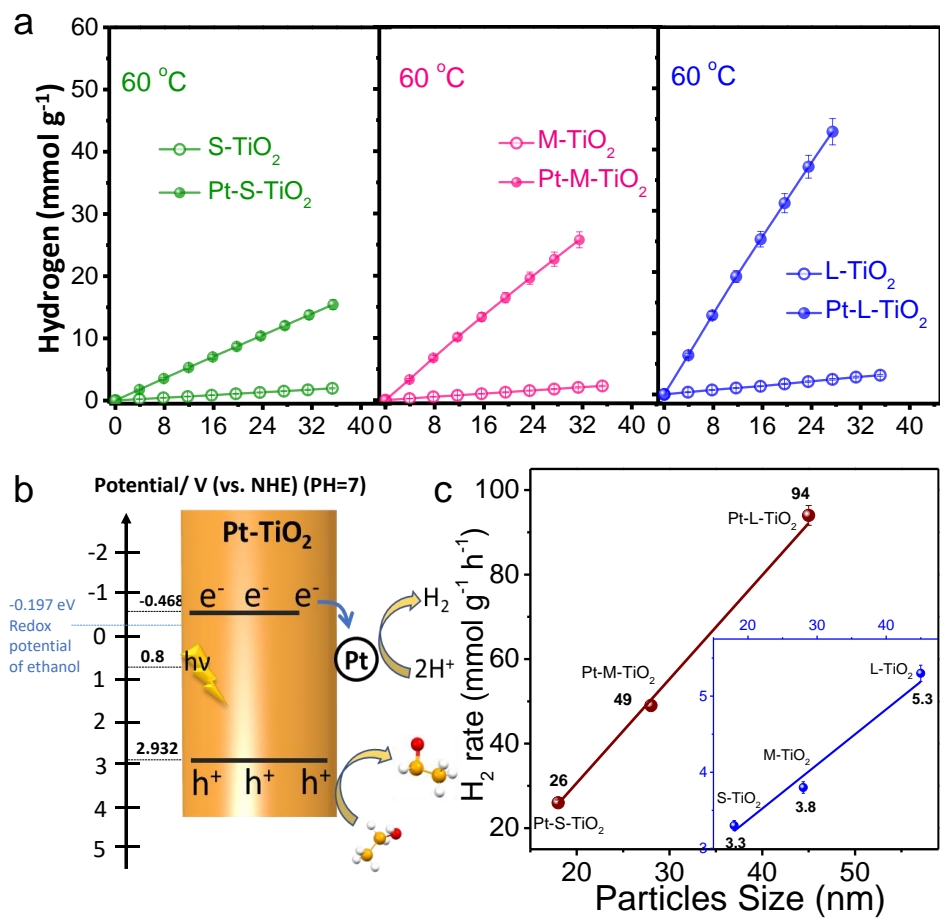 a
Hydrogen (mmol g⁻¹)
60
50
40
30
20
10
0
60 °C
S-TiO₂
Pt-S-TiO₂
0 8 16 24 32 40
60 °C
M-TiO₂
Pt-M-TiO₂
0 8 16 24 32 40
60 °C
L-TiO₂
Pt-L-TiO₂
0 8 16 24 32 40
b
Potential/ V (vs. NHE) (PH=7)
Pt-TiO₂
-2
-1
0
1
2
3
4
5
-0.468
-0.197 eV
Redox
potential
of ethanol
0.8
2.932
e⁻ e⁻ e⁻
hν
Pt
H₂
2H⁺
h⁺ h⁺ h⁺
c
H₂ rate (mmol g⁻¹ h⁻¹)
100
80
60
40
20
94
Pt-L-TiO₂
Pt-M-TiO₂
49
26
Pt-S-TiO₂
20 30 40 50
Particles Size (nm)
20 30 40
5
4
3
L-TiO₂
5.3
M-TiO₂
3.8
S-TiO₂
3.3